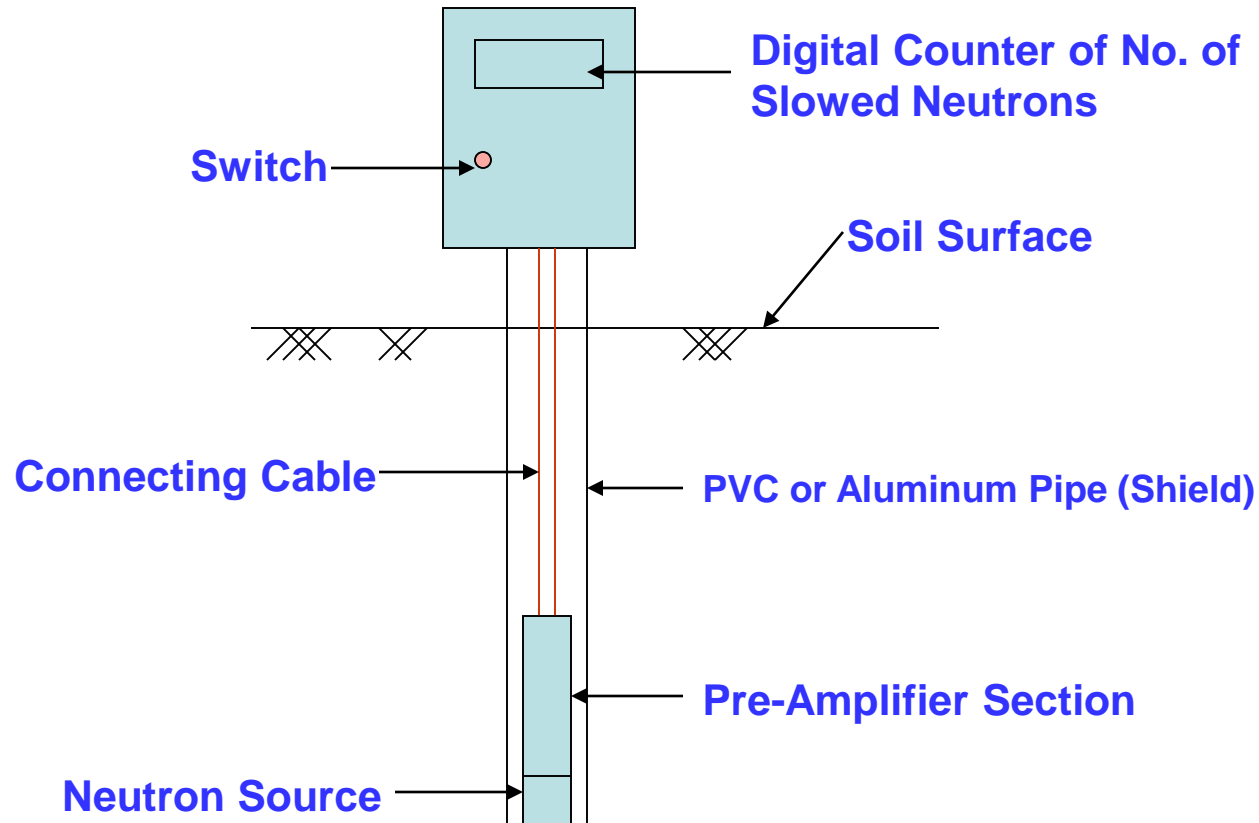 Digital Counter of No. of
Slowed Neutrons
Switch
Soil Surface
Connecting Cable
PVC or Aluminum Pipe (Shield)
Pre-Amplifier Section
Neutron Source